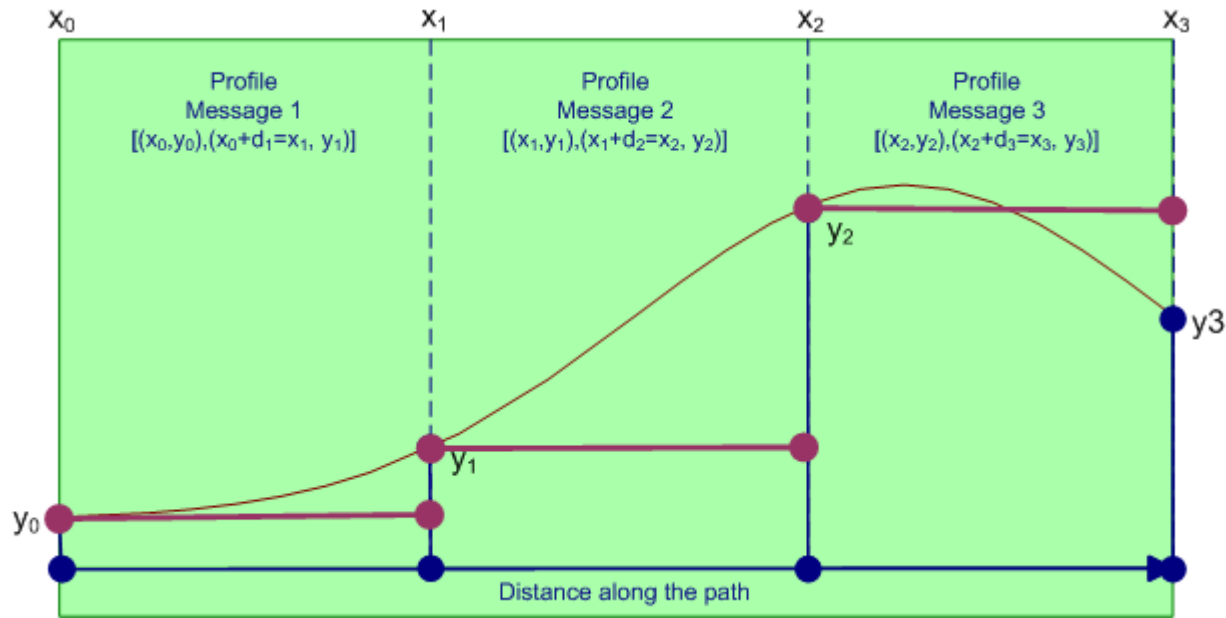 x₀ x₁ x₂ x₃
Profile
Message 1
[(x₀,y₀),(x₀+d₁=x₁, y₁)]
Profile
Message 2
[(x₁,y₁),(x₁+d₂=x₂, y₂)]
Profile
Message 3
[(x₂,y₂),(x₂+d₃=x₃, y₃)]
y₂
y3
y₁
y₀
Distance along the path